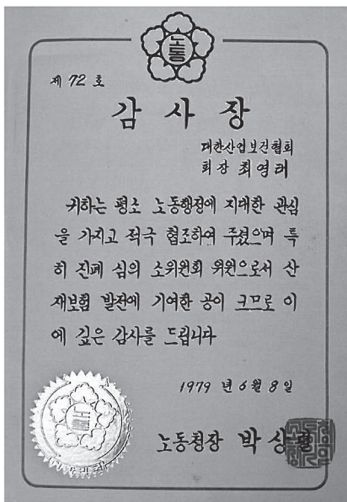 노동
제 72 호
감 사 장
대한산업보건협회
회장 최영태
귀하는 평소 노동행정에 지대한 관심
을 가지고 적극 협조하여 주셨으며 특
히 진폐 심의 소위원회 위원으로서 산
재보험 발전에 기여한 공이 크므로 이
에 깊은 감사를 드립니다
1979 년 6 월 8 일
노동청장 박상
노동